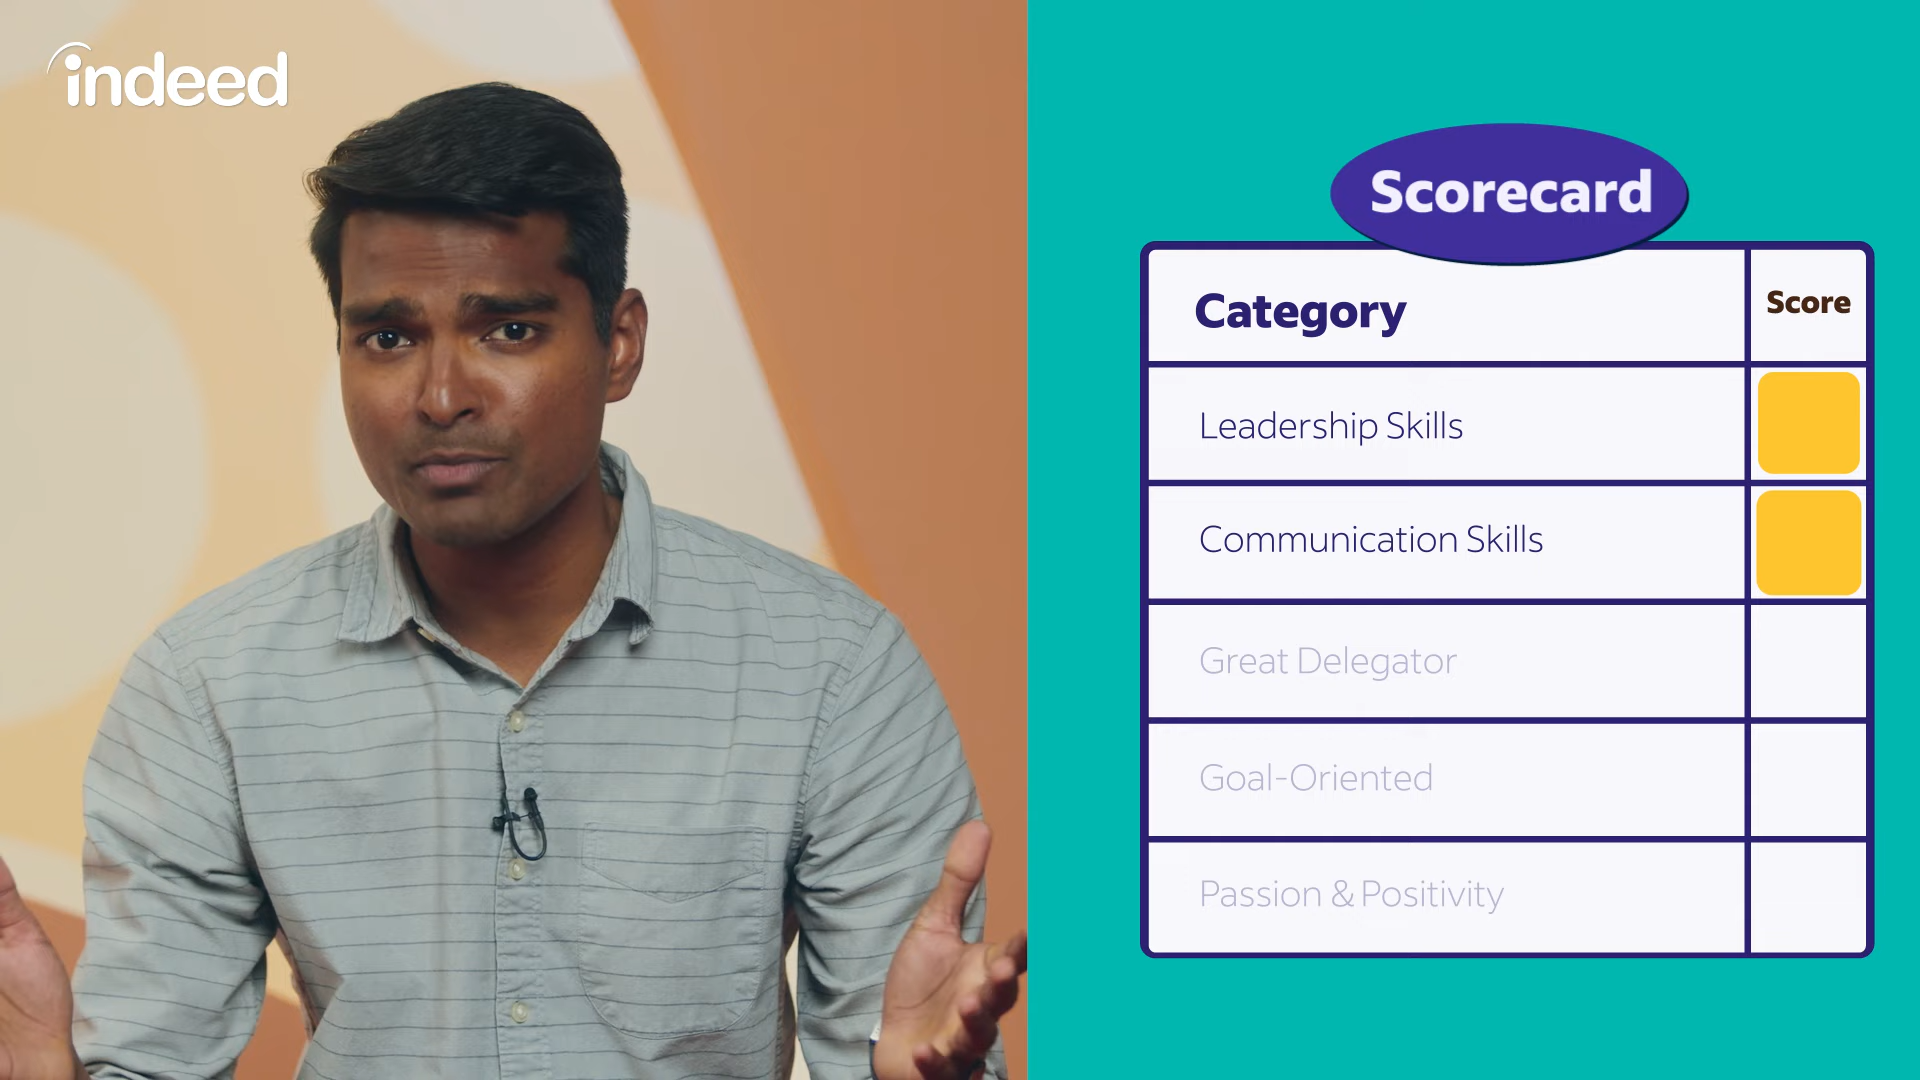 indeed
Scorecard
Category
Score
Leadership Skills
Communication Skills
Great Delegator
Goal-Oriented
Passion & Positivity